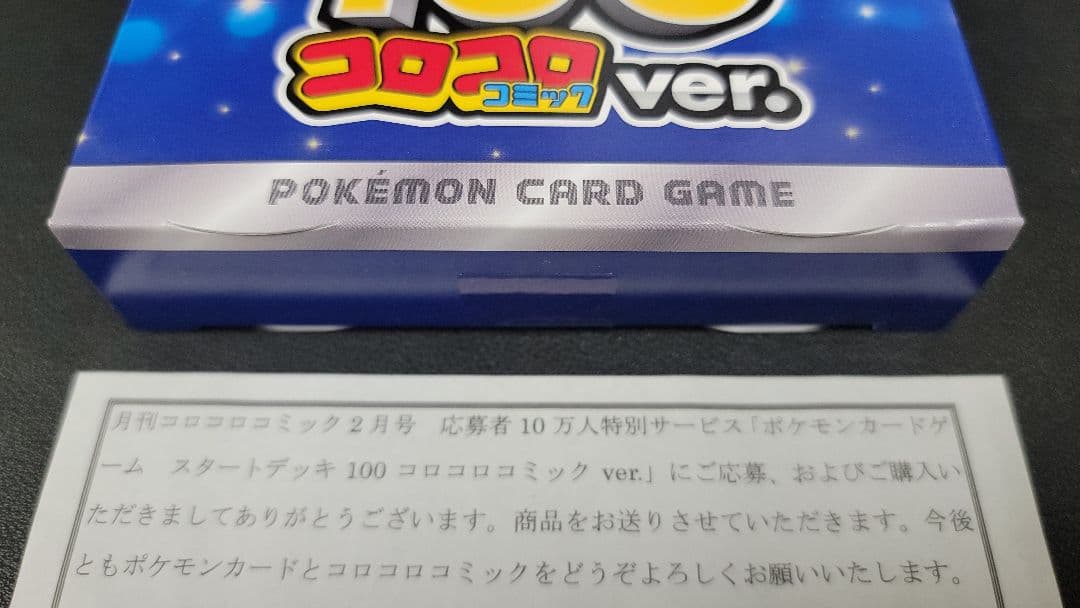 100
コロコロ
コミック
ver.
POKÉMON CARD GAME
月刊コロコロコミック2月号　応募者10万人特別サービス「ポケモンカードゲ
ーム　スタートデッキ100 コロコロコミック ver.」にご応募、およびご購入い
ただきましてありがとうございます。商品をお送りさせていただきます。今後
ともポケモンカードとコロコロコミックをどうぞよろしくお願いいたします。